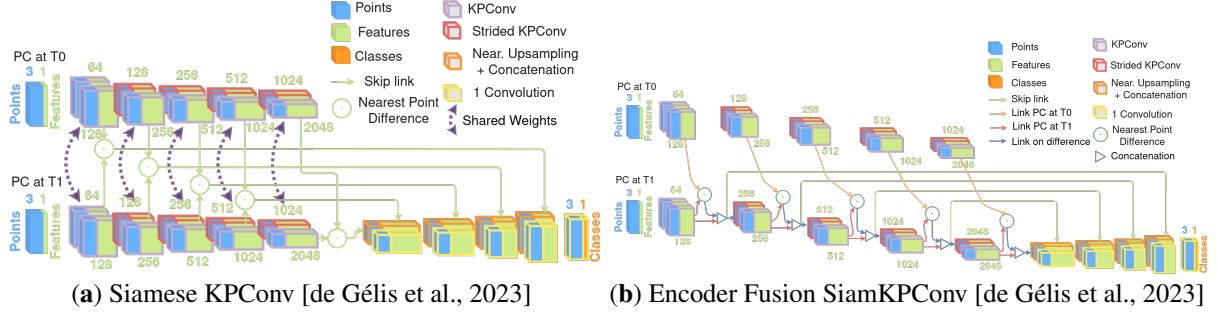 Points
Features
Classes
Skip link
Nearest Point
Difference
KPConv
Strided KPConv
Near. Upsampling
+ Concatenation
1 Convolution
Shared Weights
PC at T0
3 1
Points
Features
64
128
256
512
1024
128
256
512
1024
2048
PC at T1
3 1
Points
Features
64
128
256
512
1024
128
256
512
1024
2048
3 1
Classes
(a) Siamese KPConv [de Gélis et al., 2023]
Points
Features
Classes
Skip link
Link PC at T0
Link PC at T1
Link on difference
KPConv
Strided KPConv
Near. Upsampling
+ Concatenation
1 Convolution
Nearest Point
Difference
Concatenation
PC at T0
3 1
Points
Features
64
128
256
512
1024
128
256
512
1024
2048
PC at T1
3 1
Points
Features
64
256
512
1024
2048
128
256
512
1024
2048
3 1
Classes
(b) Encoder Fusion SiamKPConv [de Gélis et al., 2023]